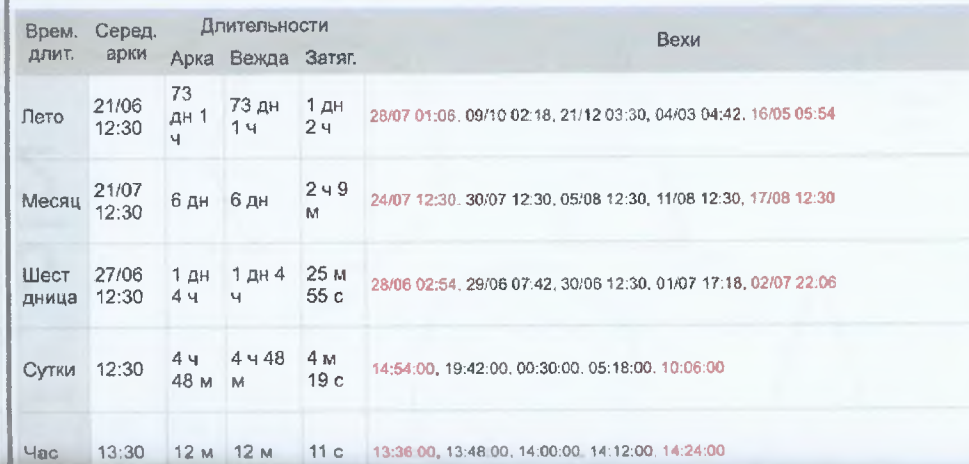 Врем. длит. Серед. арки Длительности Вехи
Арка Вежда Затяг.
Лето 21/06 12:30 73 дн 1 ч 73 дн 1 ч 1 дн 2 ч 28/07 01:06, 09/10 02:18, 21/12 03:30, 04/03 04:42, 16/05 05:54
Месяц 21/07 12:30 6 дн 6 дн 2 ч 9 м 24/07 12:30, 30/07 12:30, 05/08 12:30, 11/08 12:30, 17/08 12:30
Шест дница 27/06 12:30 1 дн 4 ч 1 дн 4 ч 25 м 55 с 28/06 02:54, 29/06 07:42, 30/06 12:30, 01/07 17:18, 02/07 22:06
Сутки 12:30 4 ч 48 м 4 ч 48 м 4 м 19 с 14:54:00, 19:42:00, 00:30:00, 05:18:00, 10:06:00
Час 13:30 12 м 12 м 11 с 13:36:00, 13:48:00, 14:00:00, 14:12:00, 14:24:00